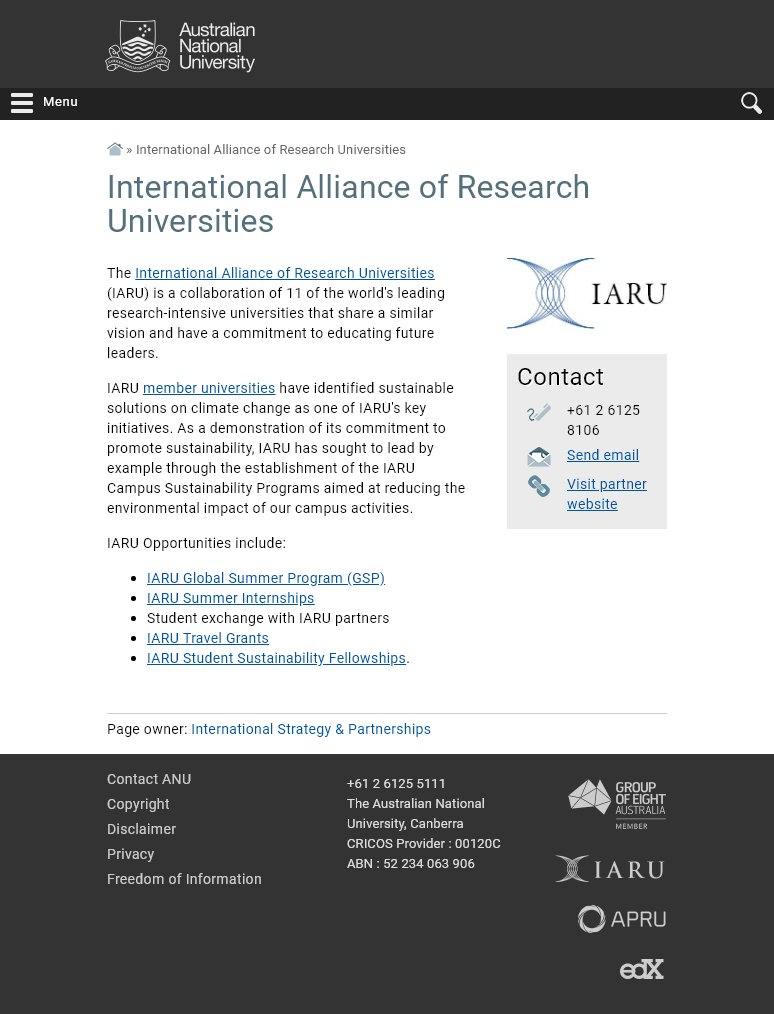 Australian
National
University
Menu
» International Alliance of Research Universities
International Alliance of Research
Universities
The International Alliance of Research Universities
(IARU) is a collaboration of 11 of the world's leading
research-intensive universities that share a similar
vision and have a commitment to educating future
leaders.
IARU member universities have identified sustainable
solutions on climate change as one of IARU's key
initiatives. As a demonstration of its commitment to
promote sustainability, IARU has sought to lead by
example through the establishment of the IARU
Campus Sustainability Programs aimed at reducing the
environmental impact of our campus activities.
IARU Opportunities include:
IARU Global Summer Program (GSP)
IARU Summer Internships
Student exchange with IARU partners
IARU Travel Grants
IARU Student Sustainability Fellowships.
IARU
Contact
+61 2 6125
8106
Send email
Visit partner
website
Page owner: International Strategy & Partnerships
Contact ANU
Copyright
Disclaimer
Privacy
Freedom of Information
+61 2 6125 5111
The Australian National
University, Canberra
CRICOS Provider : 00120C
ABN : 52 234 063 906
GROUP
OF EIGHT
AUSTRALIA
MEMBER
IARU
APRU
edX